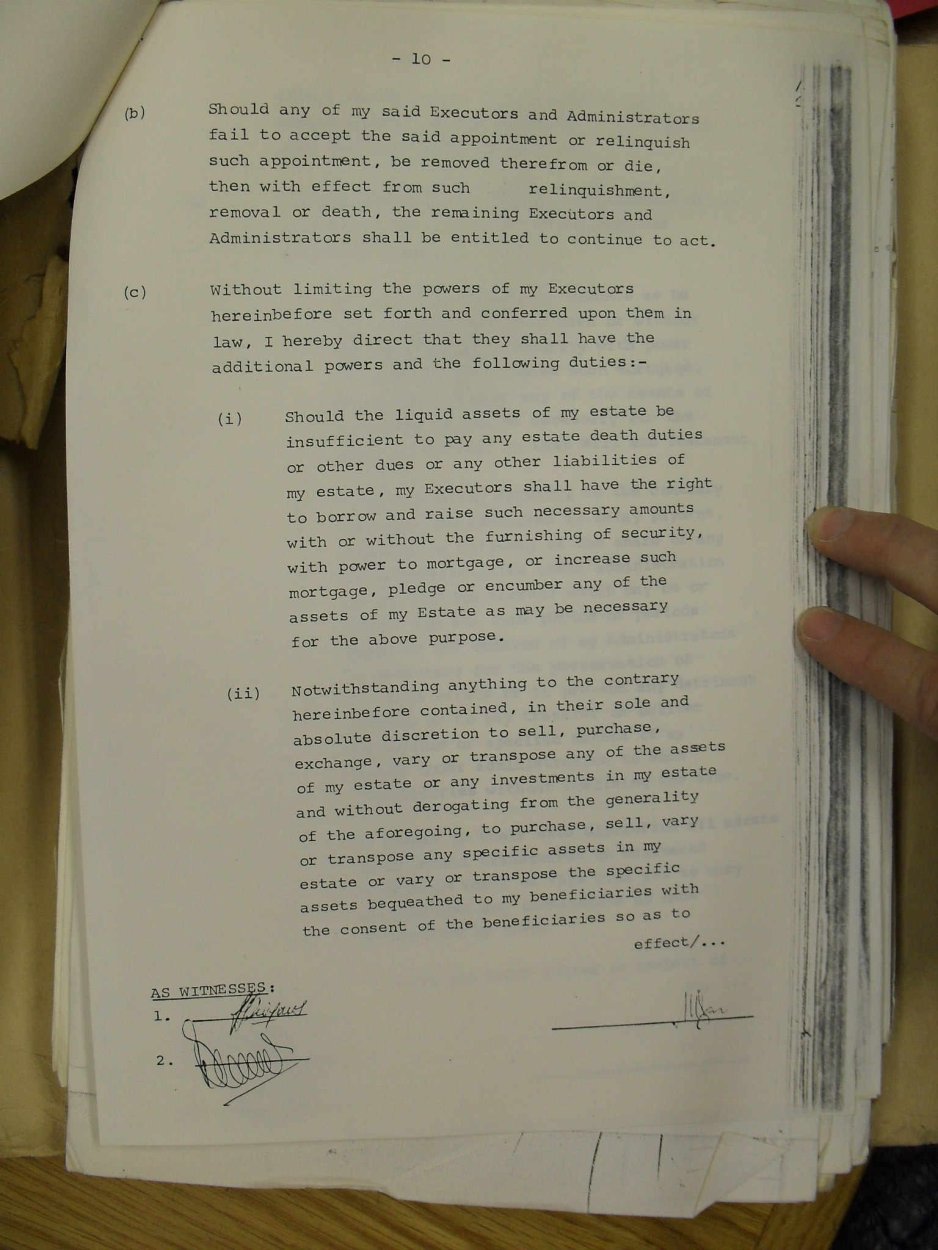 - 10 -
(b) Should any of my said Executors and Administrators
fail to accept the said appointment or relinquish
such appointment, be removed therefrom or die,
then with effect from such relinquishment,
removal or death, the remaining Executors and
Administrators shall be entitled to continue to act.
(c) Without limiting the powers of my Executors
hereinbefore set forth and conferred upon them in
law, I hereby direct that they shall have the
additional powers and the following duties:-
(i) Should the liquid assets of my estate be
insufficient to pay any estate death duties
or other dues or any other liabilities of
my estate, my Executors shall have the right
to borrow and raise such necessary amounts
with or without the furnishing of security,
with power to mortgage, or increase such
mortgage, pledge or encumber any of the
assets of my Estate as may be necessary
for the above purpose.
(ii) Notwithstanding anything to the contrary
hereinbefore contained, in their sole and
absolute discretion to sell, purchase,
exchange, vary or transpose any of the assets
of my estate or any investments in my estate
and without derogating from the generality
of the aforegoing, to purchase, sell, vary
or transpose any specific assets in my
estate or vary or transpose the specific
assets bequeathed to my beneficiaries with
the consent of the beneficiaries so as to
effect/...
AS WITNESSES:
1.
2.